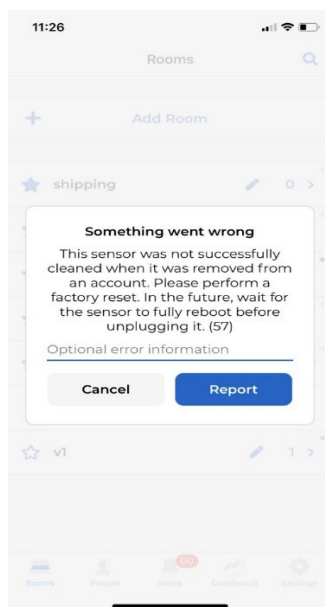 11:26
Rooms
+ Add Room
shipping 0 >
Something went wrong
This sensor was not successfully
cleaned when it was removed from
an account. Please perform a
factory reset. In the future, wait for
the sensor to fully reboot before
unplugging it. (57)
Optional error information
Cancel Report
v1 1 >
60
Rooms People Alerts Dashboard Settings